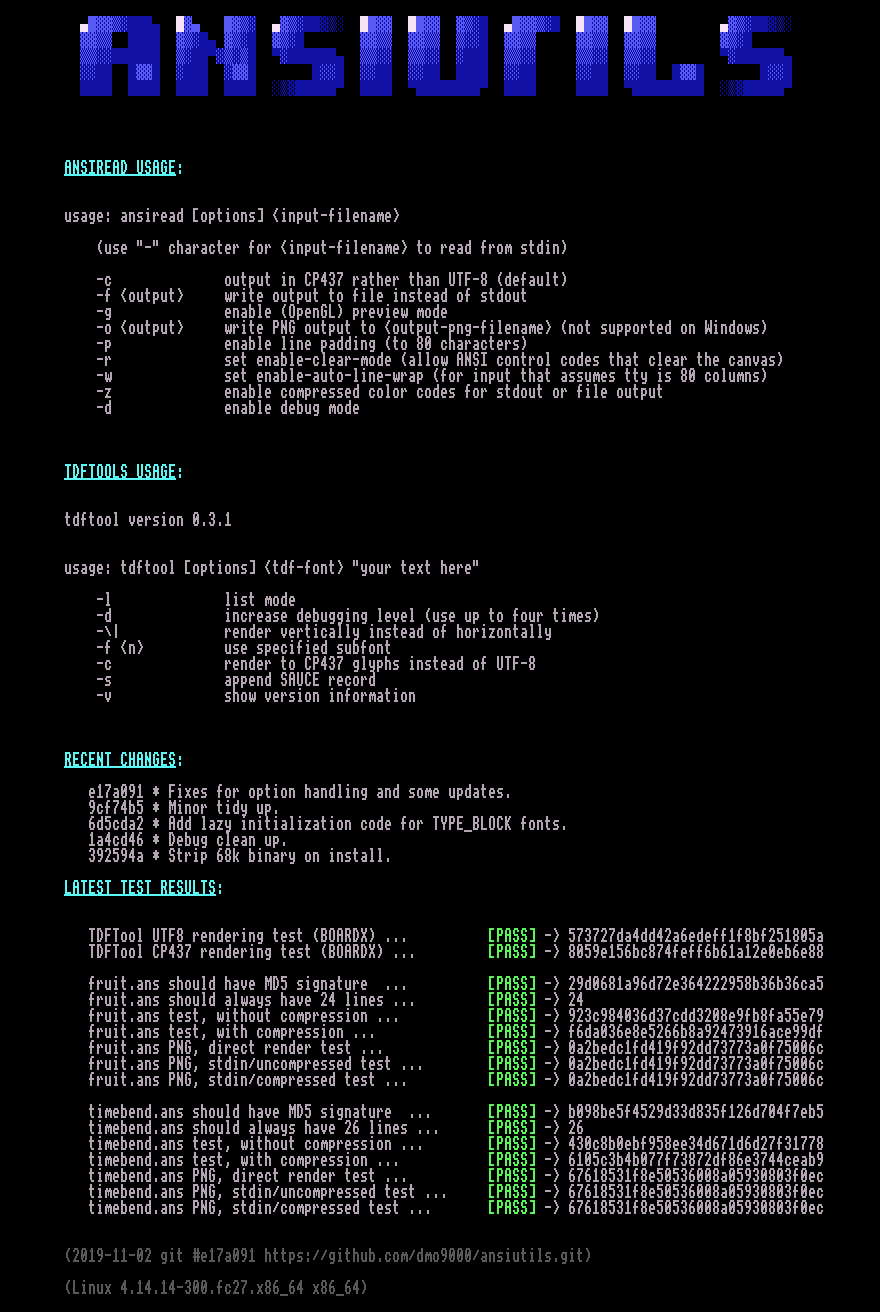 ANSIUTILS
ANSIREAD USAGE:
usage: ansiread [options] <input-filename>
(use "-" character for <input-filename> to read from stdin)
-c output in CP437 rather than UTF-8 (default)
-f <output> write output to file instead of stdout
-g enable (OpenGL) preview mode
-o <output> write PNG output to <output-png-filename> (not supported on Windows)
-p enable line padding (to 80 characters)
-r set enable-clear-mode (allow ANSI control codes that clear the canvas)
-w set enable-auto-line-wrap (for input that assumes tty is 80 columns)
-z enable compressed color codes for stdout or file output
-d enable debug mode
TDFTOOLS USAGE:
tdftool version 0.3.1
usage: tdftool [options] <tdf-font> "your text here"
-l list mode
-d increase debugging level (use up to four times)
-\| render vertically instead of horizontally
-f <n> use specified subfont
-c render to CP437 glyphs instead of UTF-8
-s append SAUCE record
-v show version information
RECENT CHANGES:
e17a091 * Fixes for option handling and some updates.
9cf74b5 * Minor tidy up.
6d5cda2 * Add lazy initialization code for TYPE_BLOCK fonts.
1a4cd46 * Debug clean up.
392594a * Strip 68k binary on install.
LATEST TEST RESULTS:
TDFTool UTF8 rendering test (BOARDX) ... [PASS] -> 573727da4dd42a6edeff1f8bf251805a
TDFTool CP437 rendering test (BOARDX) ... [PASS] -> 8059e156bc874feff6b61a12e0eb6e88
fruit.ans should have MD5 signature ... [PASS] -> 29d0681a96d72e364222958b36b36ca5
fruit.ans should always have 24 lines ... [PASS] -> 24
fruit.ans test, without compression ... [PASS] -> 923c984036d37cdd3208e9fb8fa55e79
fruit.ans test, with compression ... [PASS] -> f6da036e8e5266b8a92473916ace99df
fruit.ans PNG, direct render test ... [PASS] -> 0a2bedc1fd419f92dd73773a0f75006c
fruit.ans PNG, stdin/uncompressed test ... [PASS] -> 0a2bedc1fd419f92dd73773a0f75006c
fruit.ans PNG, stdin/compressed test ... [PASS] -> 0a2bedc1fd419f92dd73773a0f75006c
timebend.ans should have MD5 signature ... [PASS] -> b098be5f4529d33d835f126d704f7eb5
timebend.ans should always have 26 lines ... [PASS] -> 26
timebend.ans test, without compression ... [PASS] -> 430c8b0ebf958ee34d671d6d27f31778
timebend.ans test, with compression ... [PASS] -> 6105c3b4b077f73872df86e3744ceab9
timebend.ans PNG, direct render test ... [PASS] -> 67618531f8e50536008a05930803f0ec
timebend.ans PNG, stdin/uncompressed test ... [PASS] -> 67618531f8e50536008a05930803f0ec
timebend.ans PNG, stdin/compressed test ... [PASS] -> 67618531f8e50536008a05930803f0ec
(2019-11-02 git #e17a091 https://github.com/dmo9000/ansiutils.git)
(Linux 4.14.14-300.fc27.x86_64 x86_64)